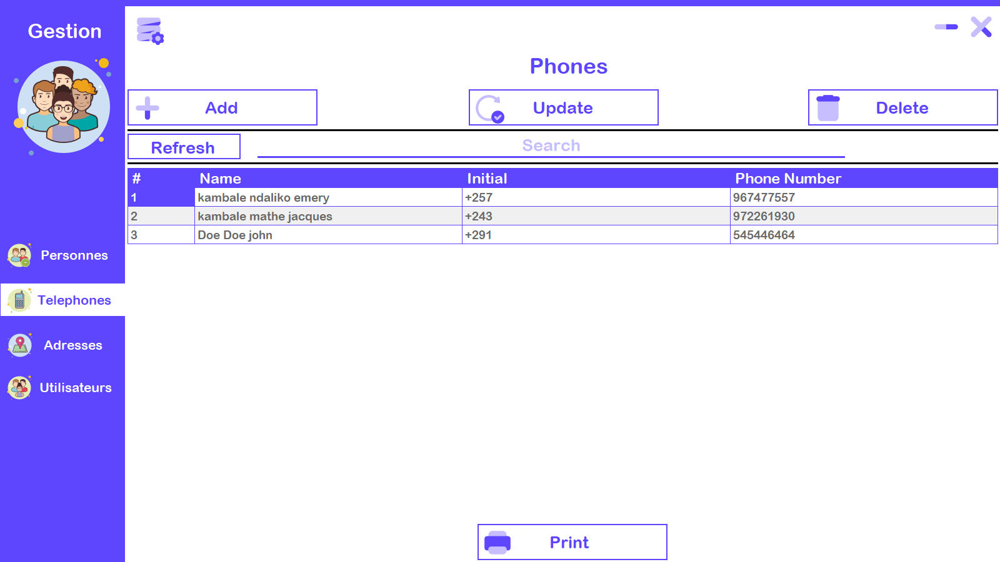 Gestion
Personnes
Telephones
Adresses
Utilisateurs
Phones
Add Update Delete
Refresh Search
# Name Initial Phone Number
1 kambale ndaliko emery +257 967477557
2 kambale mathe jacques +243 972261930
3 Doe Doe john +291 545446464
Print